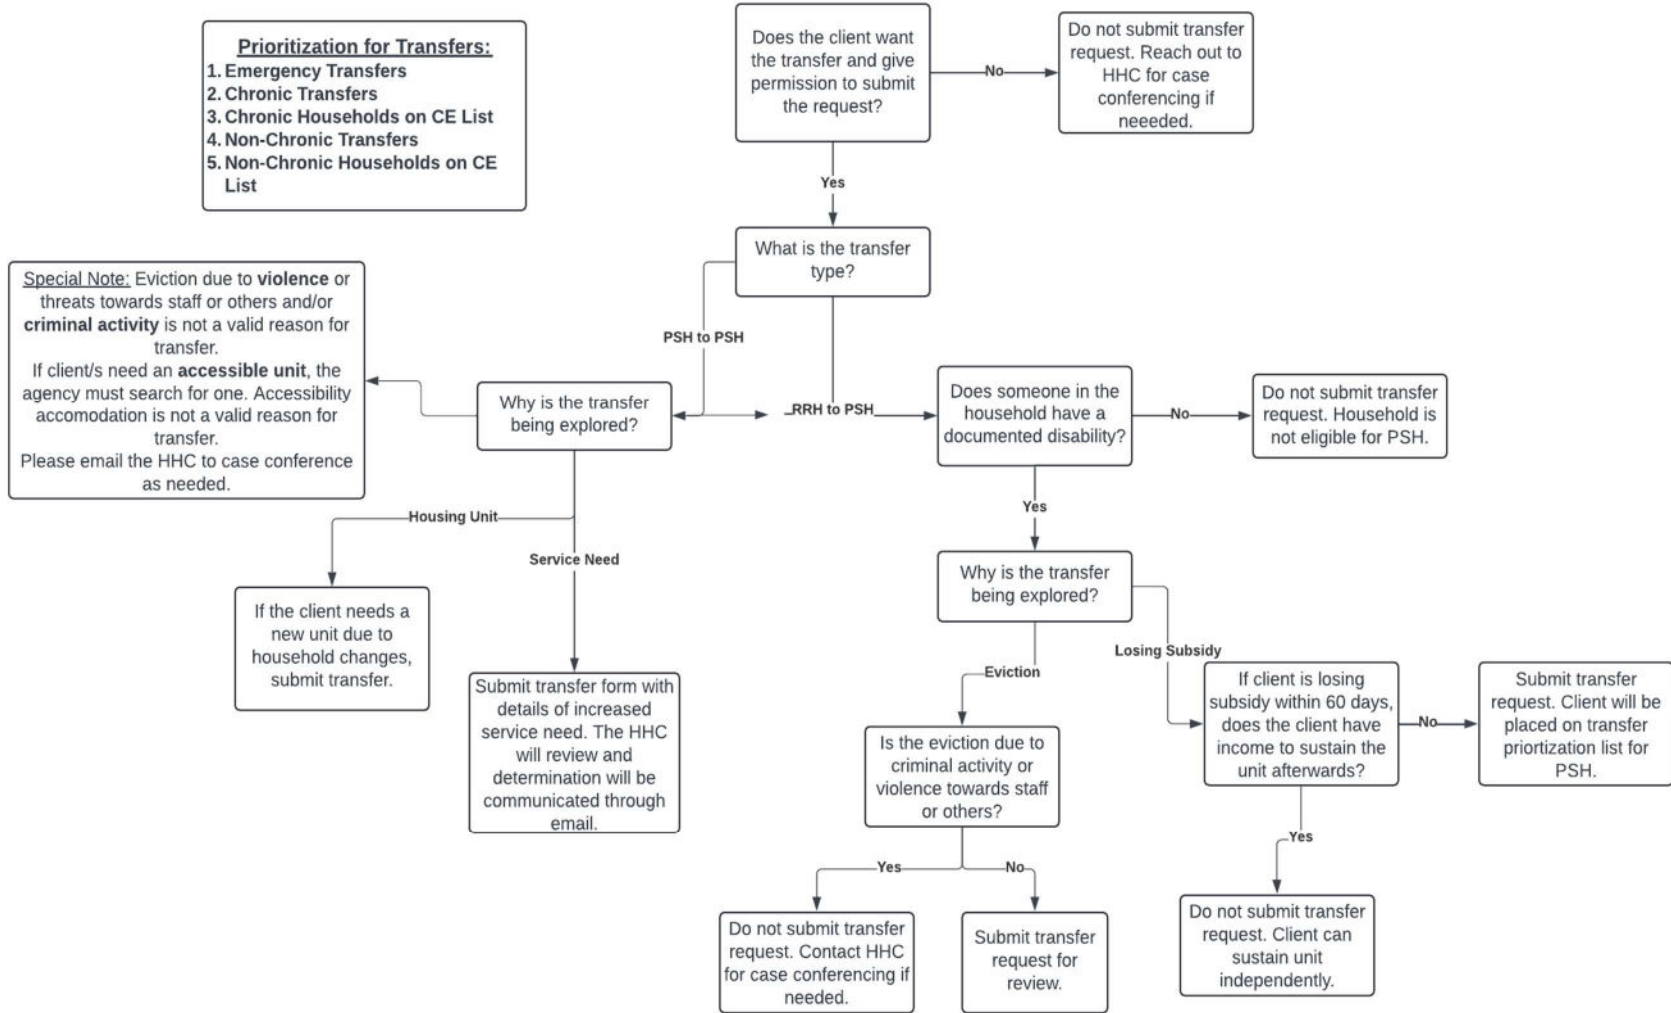 Prioritization for Transfers:
1. Emergency Transfers
2. Chronic Transfers
3. Chronic Households on CE List
4. Non-Chronic Transfers
5. Non-Chronic Households on CE
List
Does the client want
the transfer and give
permission to submit
the request?
No
Do not submit transfer
request. Reach out to
HHC for case
conferencing if
neeeded.
Yes
What is the transfer
type?
Special Note: Eviction due to violence or
threats towards staff or others and/or
criminal activity is not a valid reason for
transfer.
If client/s need an accessible unit, the
agency must search for one. Accessibility
accomodation is not a valid reason for
transfer.
Please email the HHC to case conference
as needed.
PSH to PSH
Why is the transfer
being explored?
RRH to PSH
Does someone in the
household have a
documented disability?
No
Do not submit transfer
request. Household is
not eligible for PSH.
Housing Unit
Service Need
Yes
If the client needs a
new unit due to
household changes,
submit transfer.
Submit transfer form with
details of increased
service need. The HHC
will review and
determination will be
communicated through
email.
Why is the transfer
being explored?
Eviction
Losing Subsidy
Is the eviction due to
criminal activity or
violence towards staff
or others?
If client is losing
subsidy within 60 days,
does the client have
income to sustain the
unit afterwards?
No
Submit transfer
request. Client will be
placed on transfer
priortization list for
PSH.
Yes
No
Yes
Do not submit transfer
request. Contact HHC
for case conferencing if
needed.
Submit transfer
request for
review.
Do not submit transfer
request. Client can
sustain unit
independently.